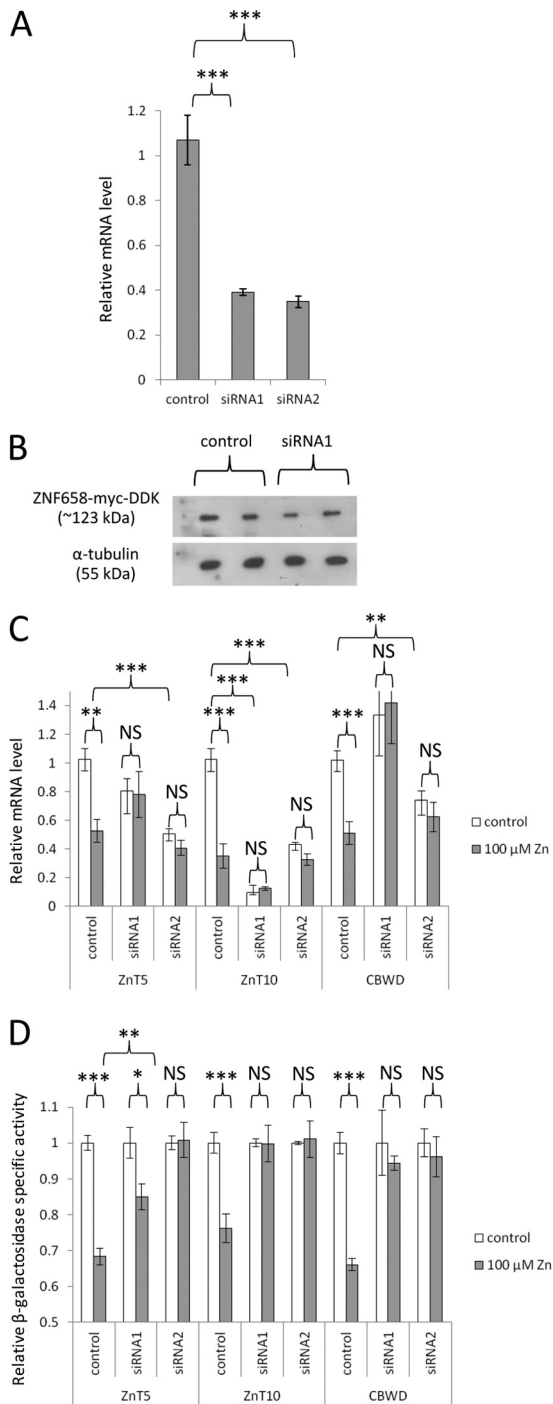 A
***
***
1.2
1
0.8
0.6
0.4
0.2
0
Relative mRNA level
control siRNA1 siRNA2
B
control siRNA1
ZNF658-myc-DDK
(~123 kDa)
α-tubulin
(55 kDa)
C
**
***
***
NS
***
***
** NS *** ***
NS
NS
NS
NS
1.4
1.2
1
0.8
0.6
0.4
0.2
0
Relative mRNA level
control
100 µM Zn
control siRNA1 siRNA2 control siRNA1 siRNA2 control siRNA1 siRNA2
ZnT5 ZnT10 CBWD
D
**
*** * NS *** NS NS *** NS NS
1.1
1
0.9
0.8
0.7
0.6
0.5
Relative β-galactosidase specific activity
control
100 µM Zn
control siRNA1 siRNA2 control siRNA1 siRNA2 control siRNA1 siRNA2
ZnT5 ZnT10 CBWD